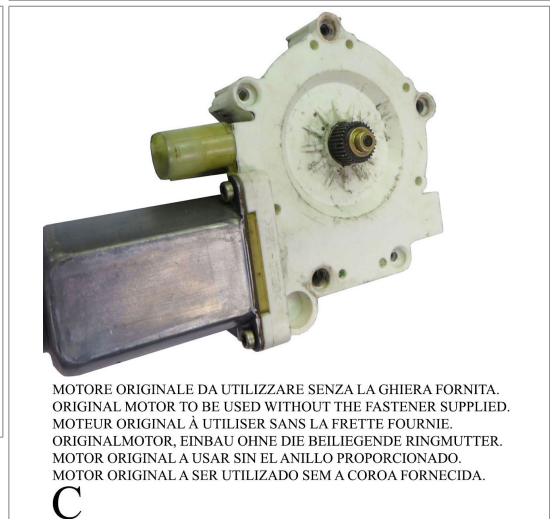 MOTORE ORIGINALE DA UTILIZZARE SENZA LA GHIERA FORNITA.
ORIGINAL MOTOR TO BE USED WITHOUT THE FASTENER SUPPLIED.
MOTEUR ORIGINAL À UTILISER SANS LA FRETTE FOURNIE.
ORIGINALMOTOR, EINBAU OHNE DIE BEILIEGENDE RINGMUTTER.
MOTOR ORIGINAL A USAR SIN EL ANILLO PROPORCIONADO.
MOTOR ORIGINAL A SER UTILIZADO SEM A COROA FORNECIDA.
C